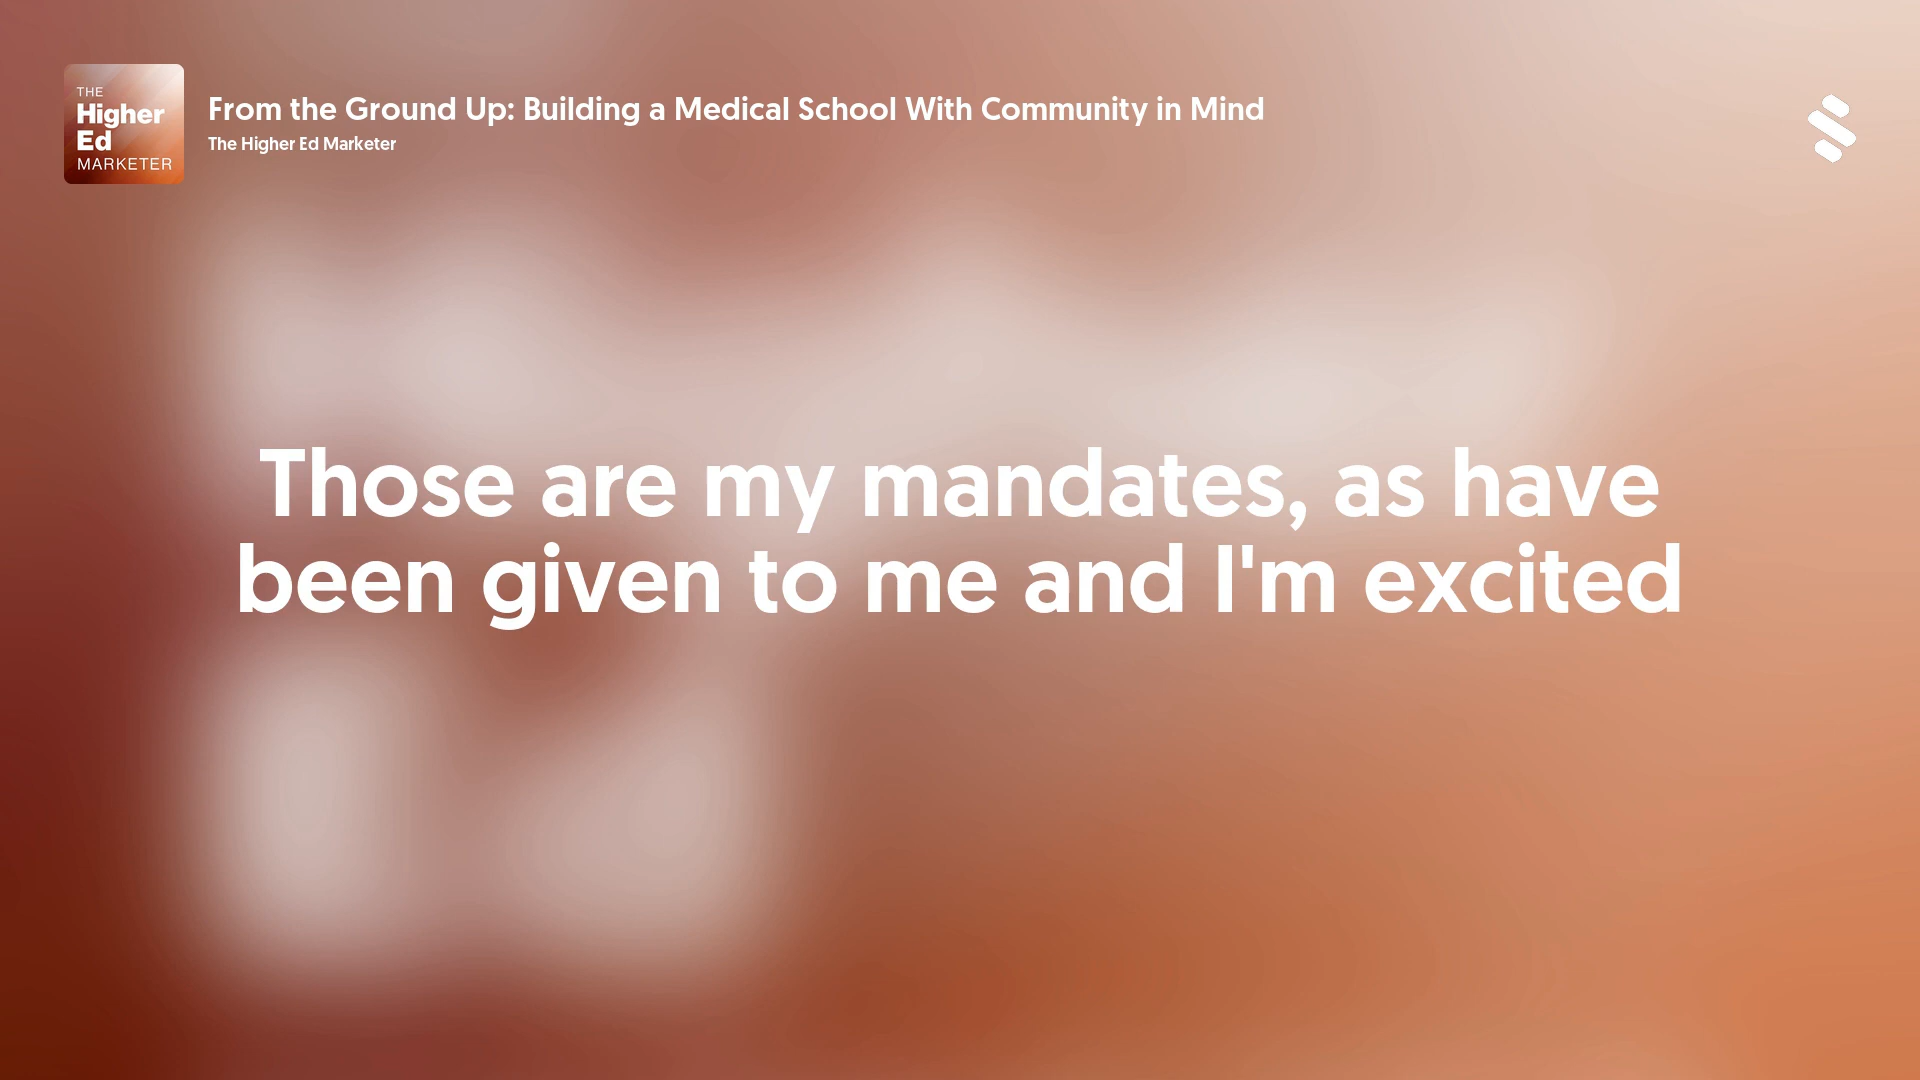 THE
Higher
Ed
MARKETER
From the Ground Up: Building a Medical School With Community in Mind
The Higher Ed Marketer
Those are my mandates, as have
been given to me and I'm excited